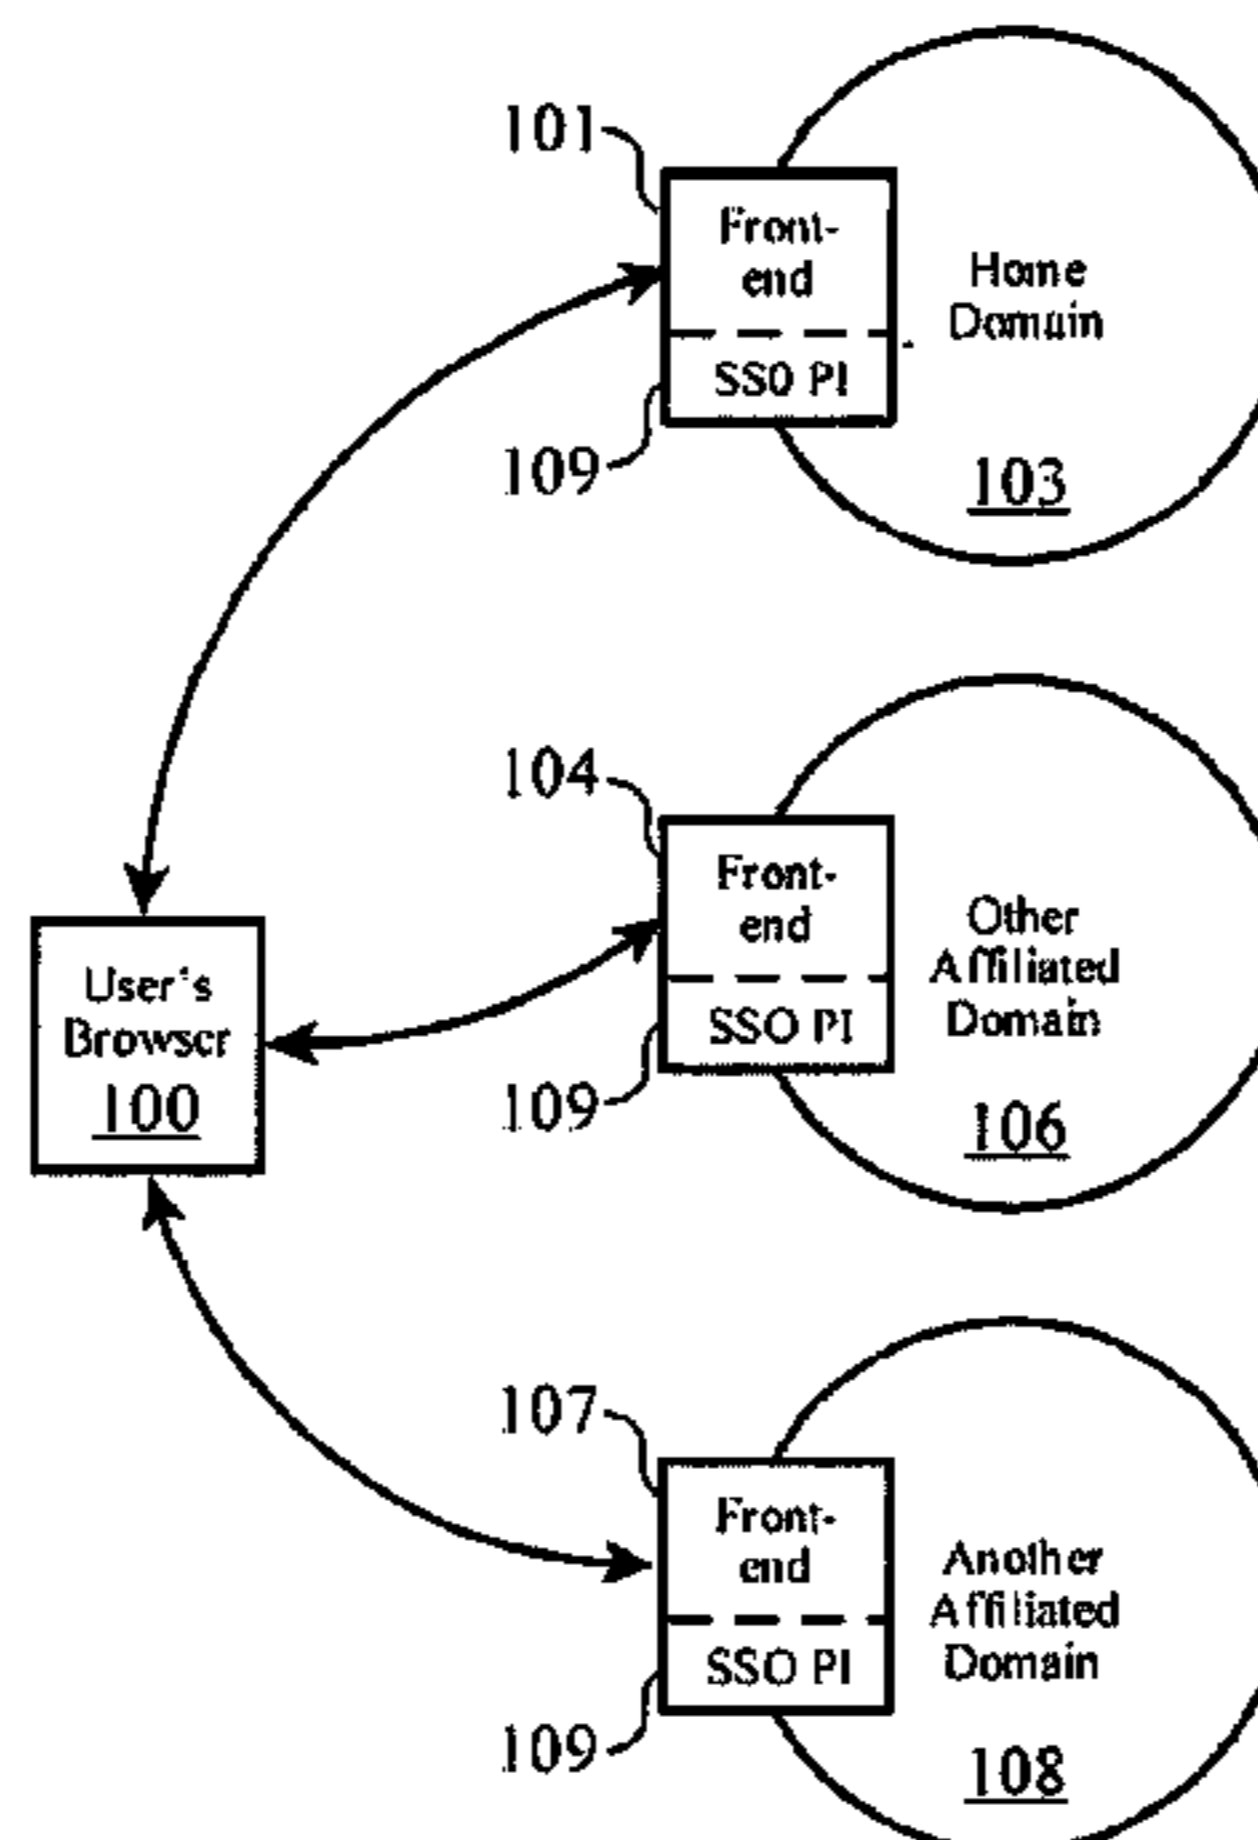 101
Front-
end
SSO PI
109
Home
Domain
103
104
Front-
end
SSO PI
109
Other
Affiliated
Domain
106
User's
Browser
100
107
Front-
end
SSO PI
109
Another
Affiliated
Domain
108